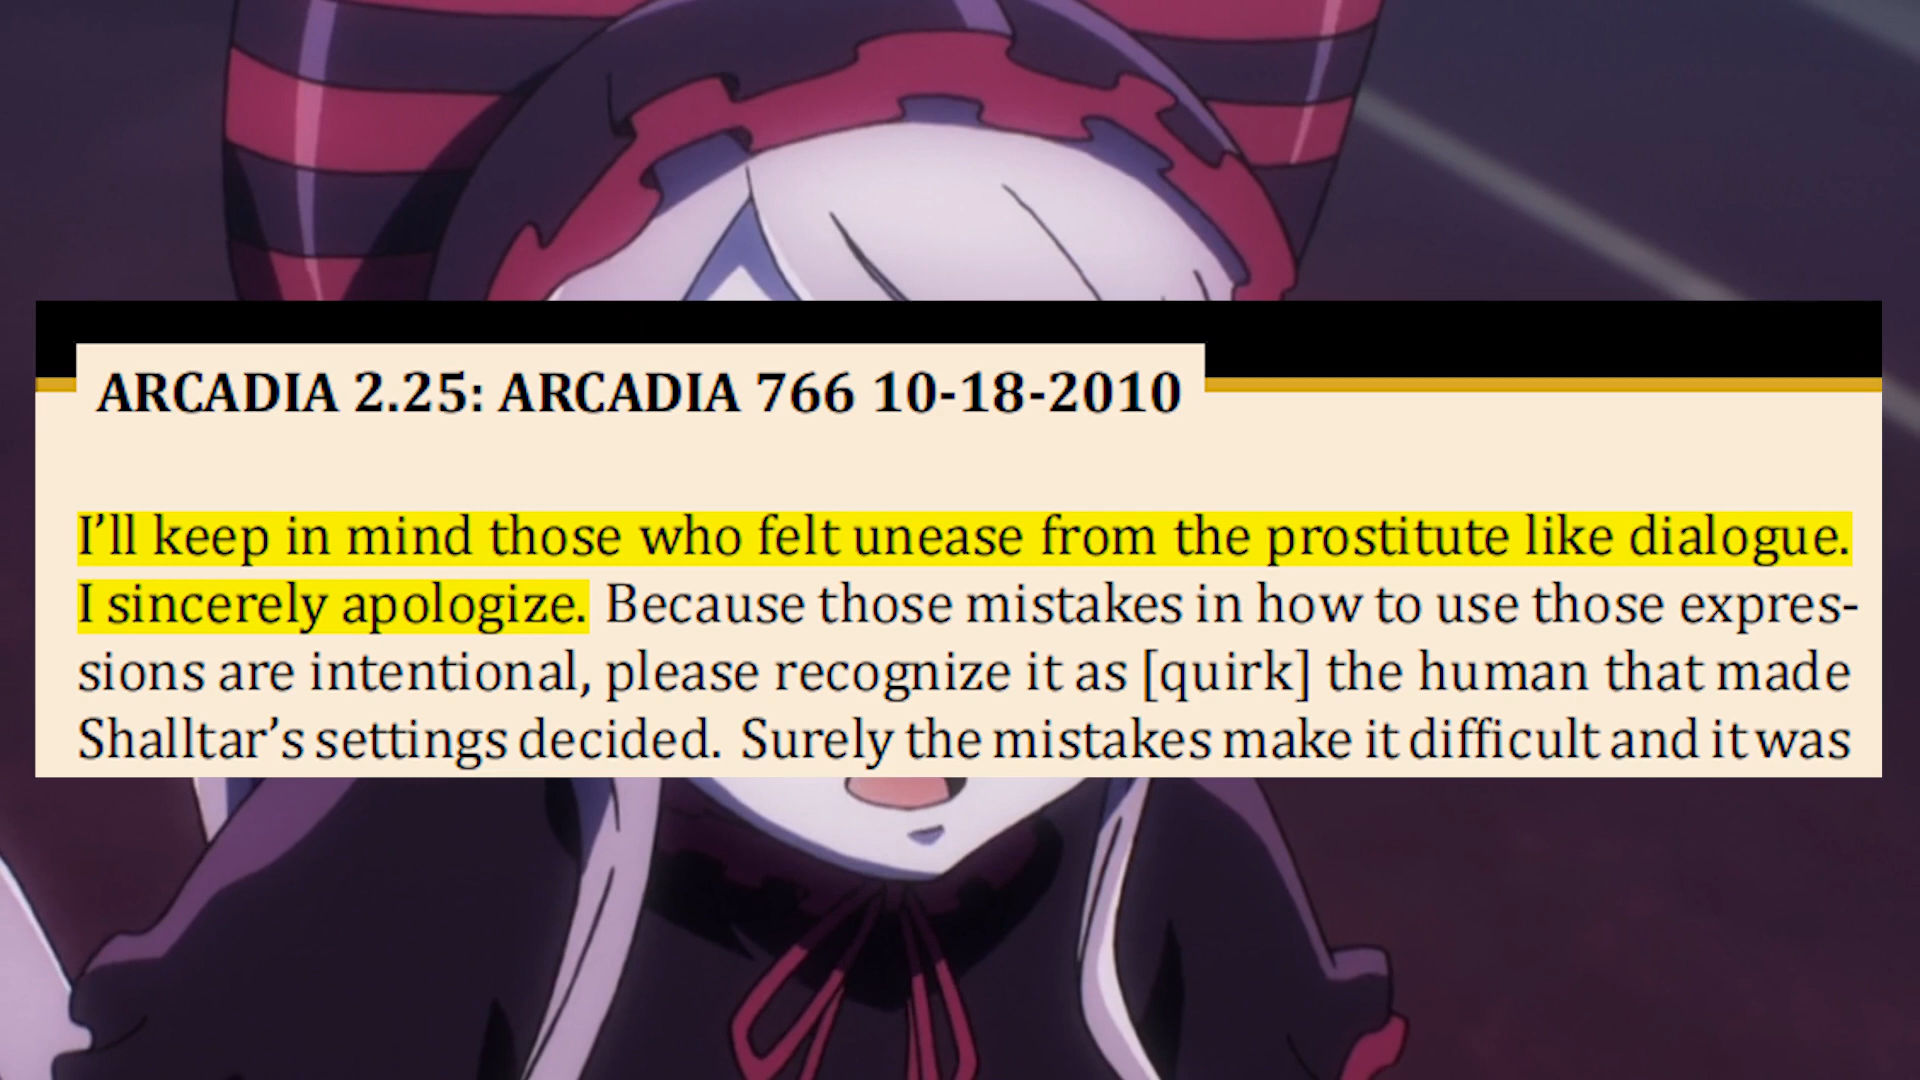 ARCADIA 2.25: ARCADIA 766 10-18-2010
I’ll keep in mind those who felt unease from the prostitute like dialogue.
I sincerely apologize. Because those mistakes in how to use those expres-
sions are intentional, please recognize it as [quirk] the human that made
Shalltar’s settings decided. Surely the mistakes make it difficult and it was